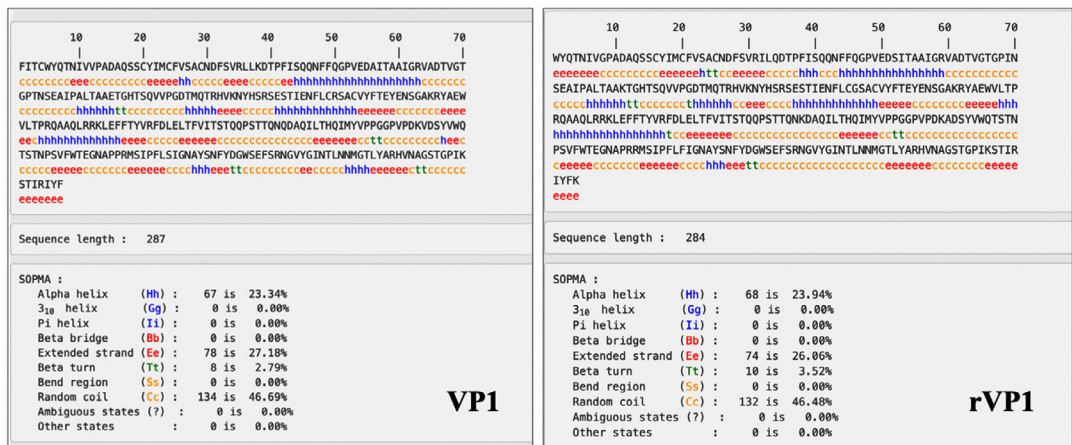 10 20 30 40 50 60 70
| | | | | | |
FITCWYQTNIVVPADAQSSCYIMCFVSACNDFSVRLLKDTPFISQQNFFQGPVEDAITAAIGRVADTVGT
cccccccceeeccccccccceeeeehhccccceeeeccccceehhhhhhhhhhhhhhhhhhhhccccccc
GPTNSEAIPALTAAETGHTSQVVPGDTMQTRHVKNYHSRSESTIENFLCRSACVYFTEYENSGAKRYAEW
ccccccccchhhhhhttccccccccchhhhheeeeccccchhhhhhhhhhhhheeeeecccccccceeee
VLTPRQAAQLRRKLEFFTYVRFDLELTFVITSTQQPSTTQNQDAQILTHQIMYVPPGGPVPDKVDSYVWQ
eechhhhhhhhhhhhheeeeeeccceeeeecccccccccccccccceeeeeeeccttcccccccccheec
TSTNPSVFWTEGNAPPRMSIPFLSIGNAYSNFYDGWSEFSRNGVYGINTLNNMGTLYARHVNAGSTGPIK
ccccceeeeeccccccceeeeeecccchhheeettccccccccceeccccchhhheeeeeecttcccccc
STIRIYF
eeeeeee
Sequence length : 287
SOPMA :
Alpha helix (Hh) : 67 is 23.34%
3₁₀ helix (Gg) : 0 is 0.00%
Pi helix (Ii) : 0 is 0.00%
Beta bridge (Bb) : 0 is 0.00%
Extended strand (Ee) : 78 is 27.18%
Beta turn (Tt) : 8 is 2.79%
Bend region (Ss) : 0 is 0.00%
Random coil (Cc) : 134 is 46.69%
Ambiguous states (?) : 0 is 0.00%
Other states : 0 is 0.00%
VP1
10 20 30 40 50 60 70
| | | | | | |
WYQTNIVGPADAQSSCYIMCFVSACNDFSVRILQDTPFISQQNFFQGPVEDSITAAIGRVADTVGTGPIN
eeeeeeeccccccccceeeeeehttcceeeeeccccchhhccchhhhhhhhhhhhhhhhccccccccccc
SEAIPALTAAKTGHTSQVVPGDTMQTRHVKNYHSRSESTIENFLCGSACVYFTEYENSGAKRYAEWVLTP
ccccchhhhhhttcccccccthhhhhhcceeecccchhhhhhhhhhhhheeeeecccccccceeeeehhh
RQAAQLRRKLEFFTYVRFDLELTFVITSTQQPSTTQNKDAQILTHQIMYVPPGGPVPDKADSYVWQTSTN
hhhhhhhhhhhhhhhhhtcceeeeeeecccccccccccccccceeeeeeccttccccccccccccccccc
PSVFWTEGNAPPRMSIPFLFIGNAYSNFYDGWSEFSRNGVYGINTLNNMGTLYARHVNAGSTGPIKSTIR
ceeeeecccccceeeeeeccccchhheeettccccccccccccccccccceeeeeeecccccccceeeee
IYFK
eeee
Sequence length : 284
SOPMA :
Alpha helix (Hh) : 68 is 23.94%
3₁₀ helix (Gg) : 0 is 0.00%
Pi helix (Ii) : 0 is 0.00%
Beta bridge (Bb) : 0 is 0.00%
Extended strand (Ee) : 74 is 26.06%
Beta turn (Tt) : 10 is 3.52%
Bend region (Ss) : 0 is 0.00%
Random coil (Cc) : 132 is 46.48%
Ambiguous states (?) : 0 is 0.00%
Other states : 0 is 0.00%
rVP1